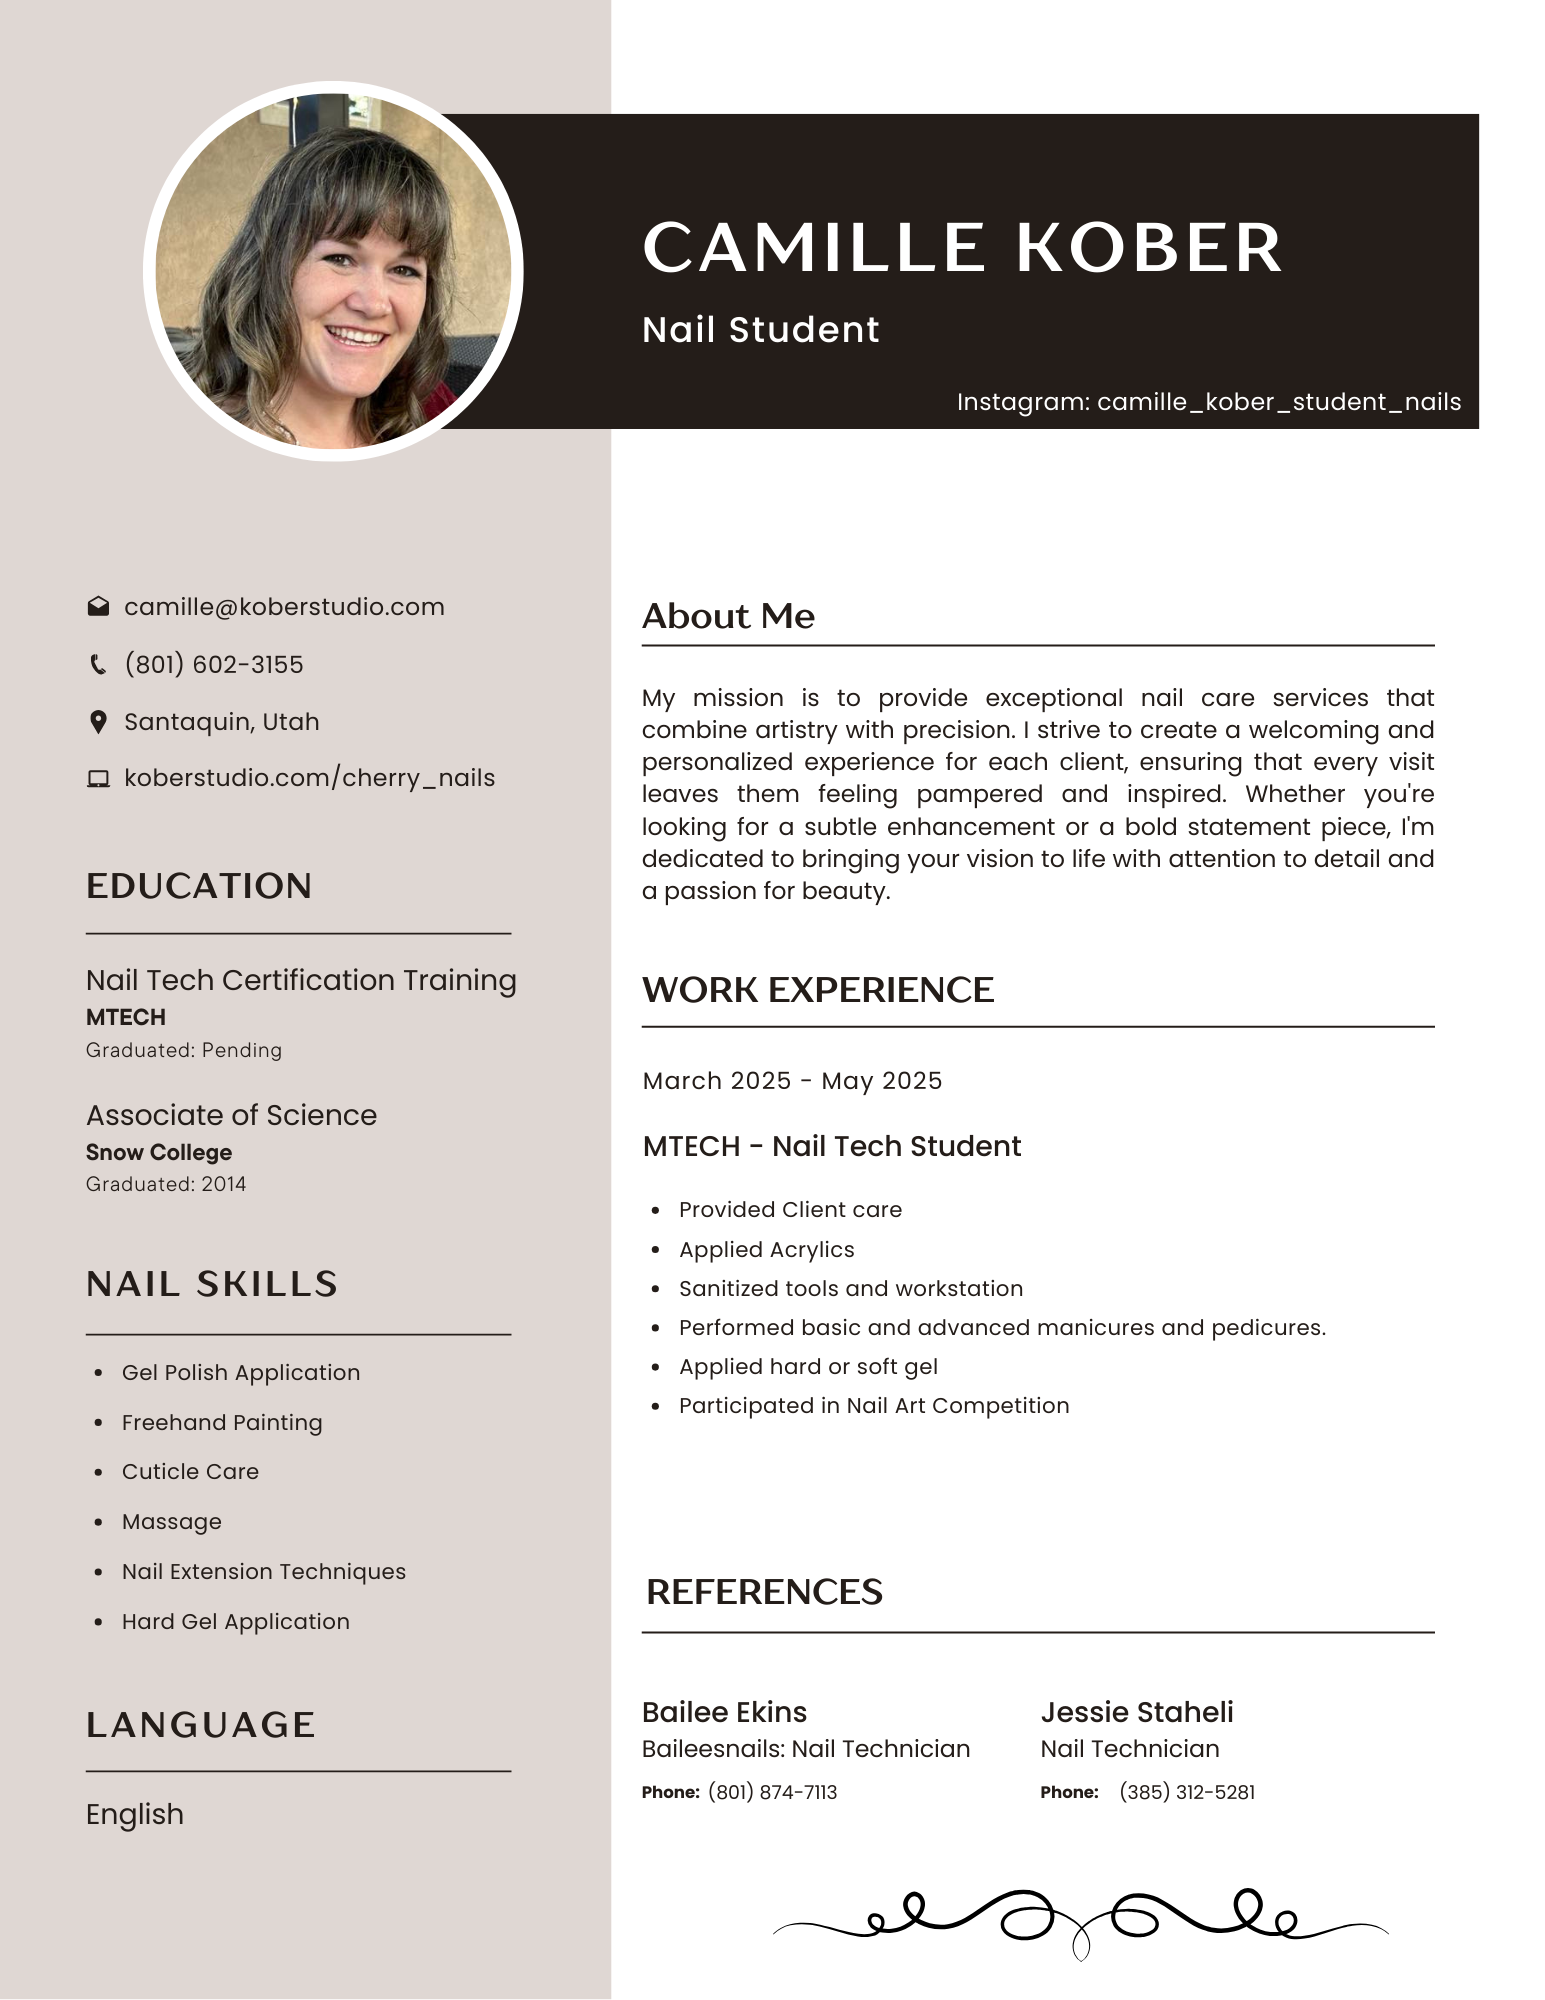 CAMILLE KOBER
Nail Student
Instagram: camille_kober_student_nails
camille@koberstudio.com
(801) 602-3155
Santaquin, Utah
koberstudio.com/cherry_nails
EDUCATION
Nail Tech Certification Training
MTECH
Graduated: Pending
Associate of Science
Snow College
Graduated: 2014
NAIL SKILLS
• Gel Polish Application
• Freehand Painting
• Cuticle Care
• Massage
• Nail Extension Techniques
• Hard Gel Application
LANGUAGE
English
About Me
My mission is to provide exceptional nail care services that
combine artistry with precision. I strive to create a welcoming and
personalized experience for each client, ensuring that every visit
leaves them feeling pampered and inspired. Whether you're
looking for a subtle enhancement or a bold statement piece, I'm
dedicated to bringing your vision to life with attention to detail and
a passion for beauty.
WORK EXPERIENCE
March 2025 - May 2025
MTECH - Nail Tech Student
• Provided Client care
• Applied Acrylics
• Sanitized tools and workstation
• Performed basic and advanced manicures and pedicures.
• Applied hard or soft gel
• Participated in Nail Art Competition
REFERENCES
Bailee Ekins
Baileesnails: Nail Technician
Phone: (801) 874-7113
Jessie Staheli
Nail Technician
Phone: (385) 312-5281